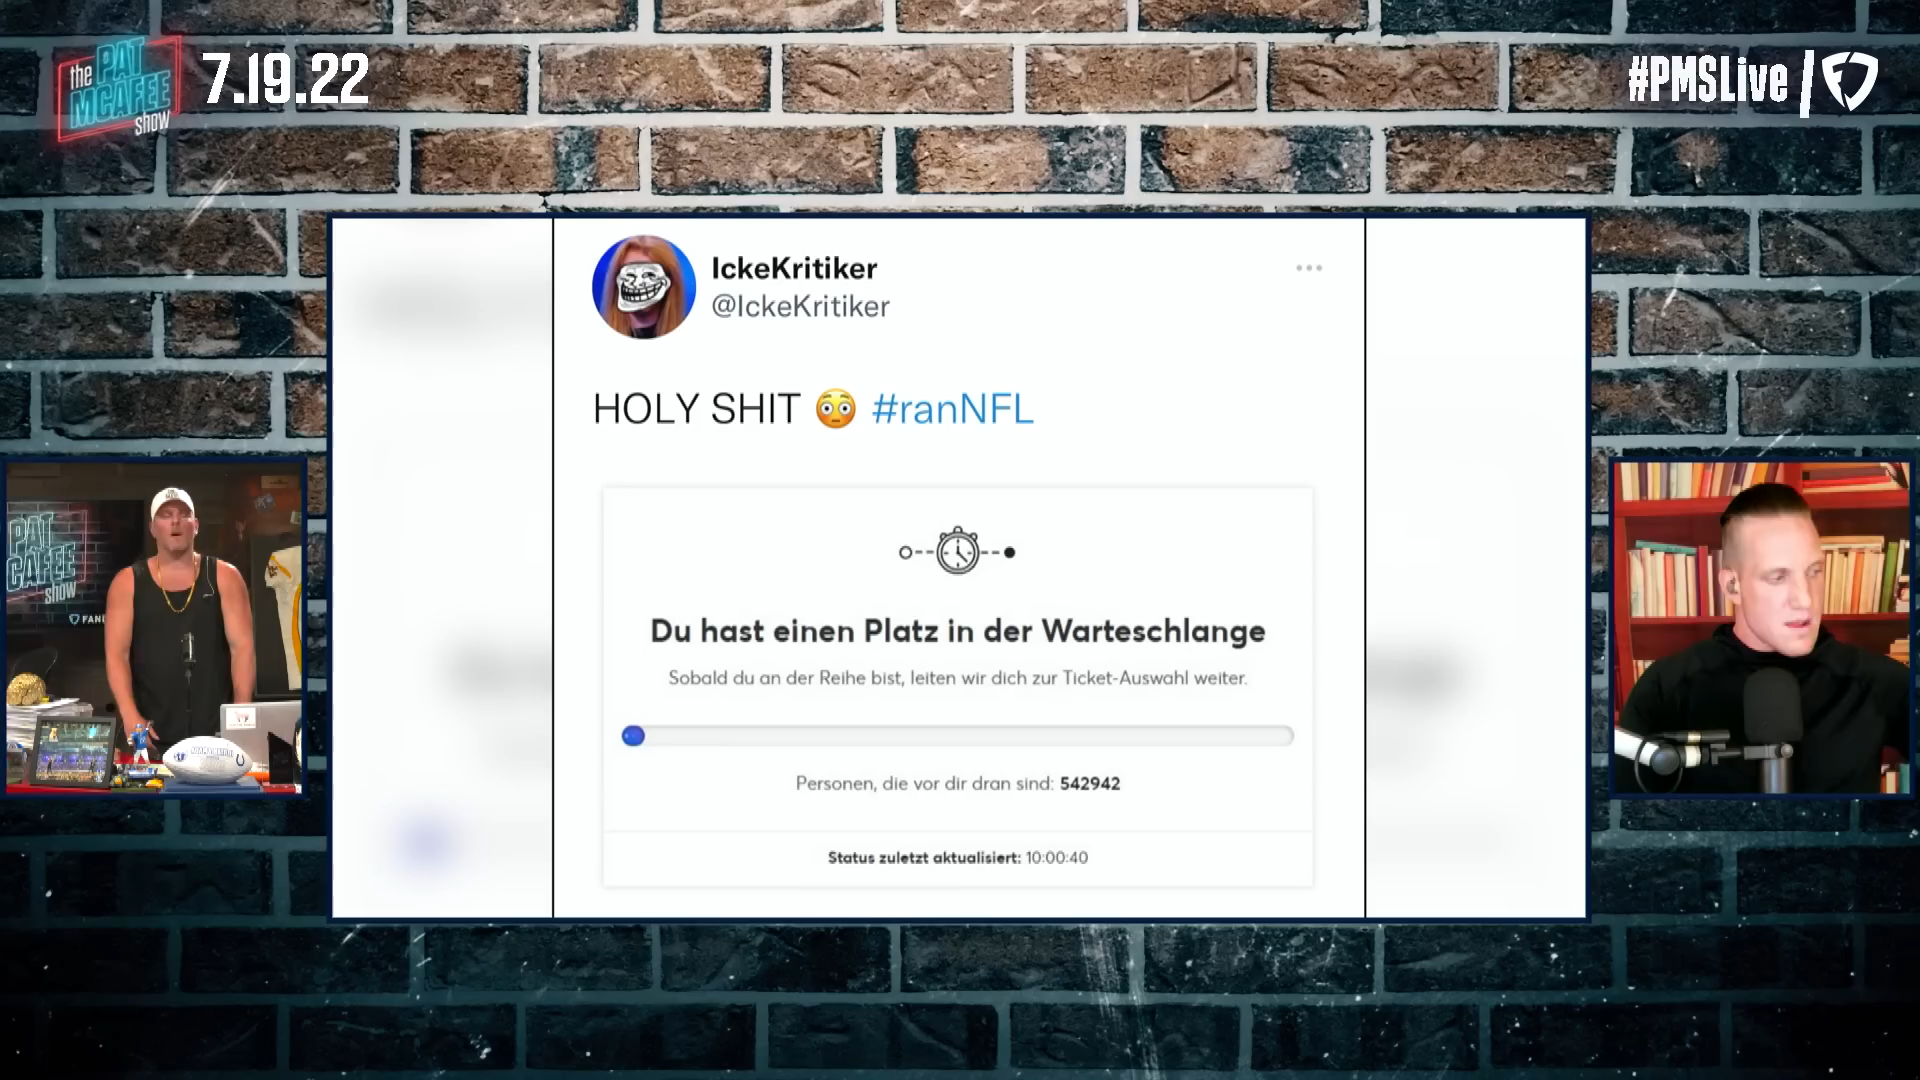 the PAT MCAFEE show
7.19.22
#PMSLive
IckeKritiker
@IckeKritiker
HOLY SHIT 😳 #ranNFL
Du hast einen Platz in der Warteschlange
Sobald du an der Reihe bist, leiten wir dich zur Ticket-Auswahl weiter.
Personen, die vor dir dran sind: 542942
Status zuletzt aktualisiert: 10:00:40
PAT
CAFEE
show
FAN